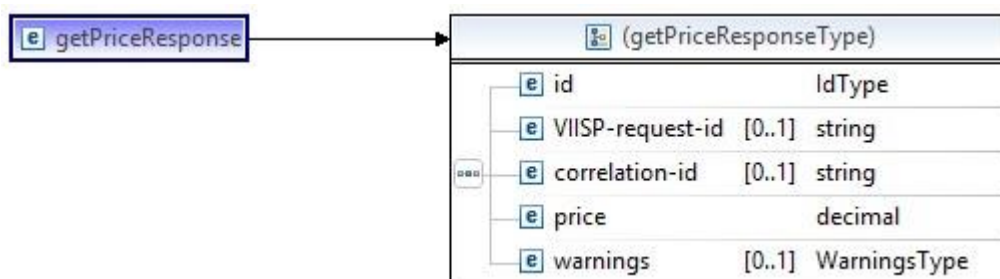 e getPriceResponse
(getPriceResponseType)
e id IdType
e VIISP-request-id [0..1] string
e correlation-id [0..1] string
e price decimal
e warnings [0..1] WarningsType